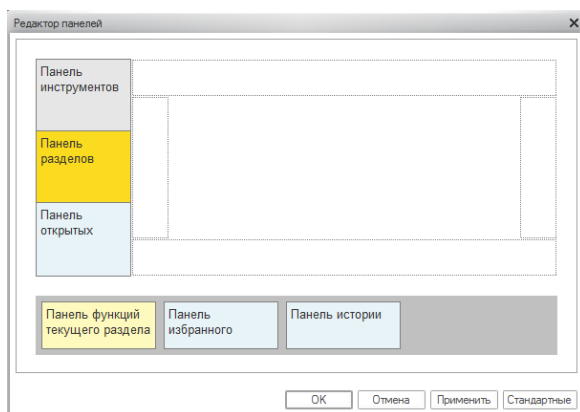 Редактор панелей
Панель
инструментов
Панель
разделов
Панель
открытых
Панель функций
текущего раздела
Панель
избранного
Панель истории
OK
Отмена
Применить
Стандартные